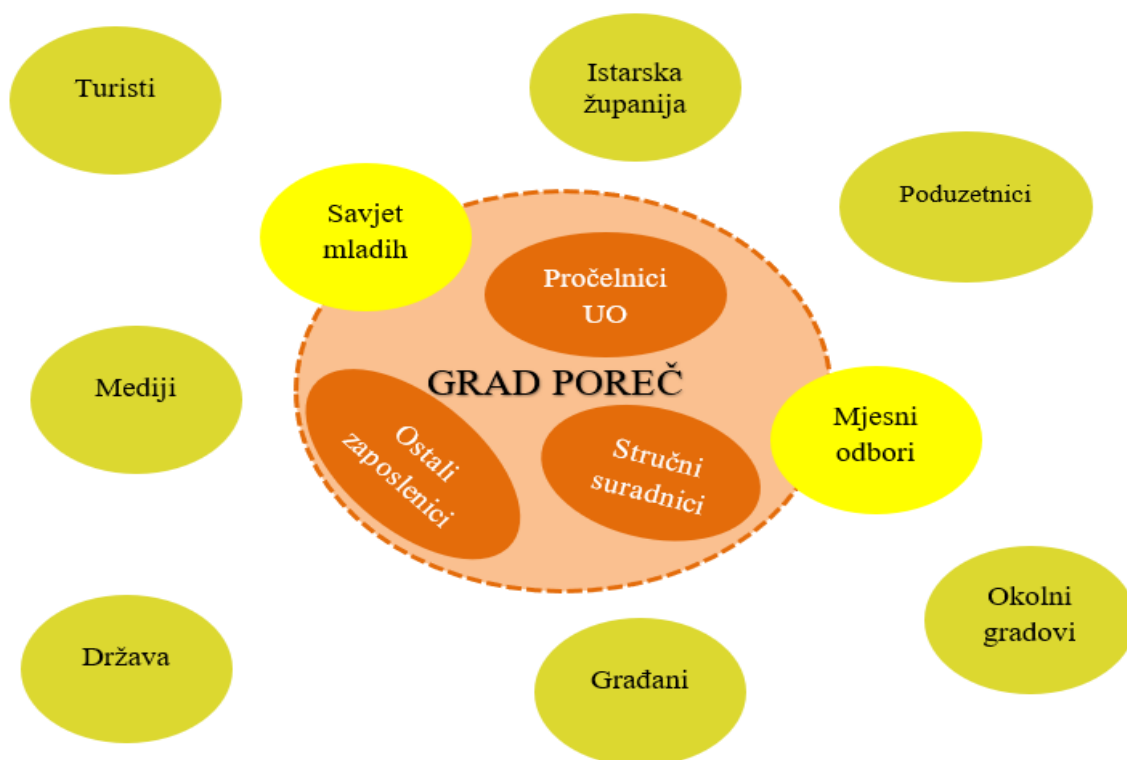 Turisti
Istarska
županija
Poduzetnici
Savjet
mladih
Pročelnici
UO
GRAD POREČ
Mediji
Mjesni
odbori
Ostali
zaposlenici
Stručni
suradnici
Okolni
gradovi
Država
Građani